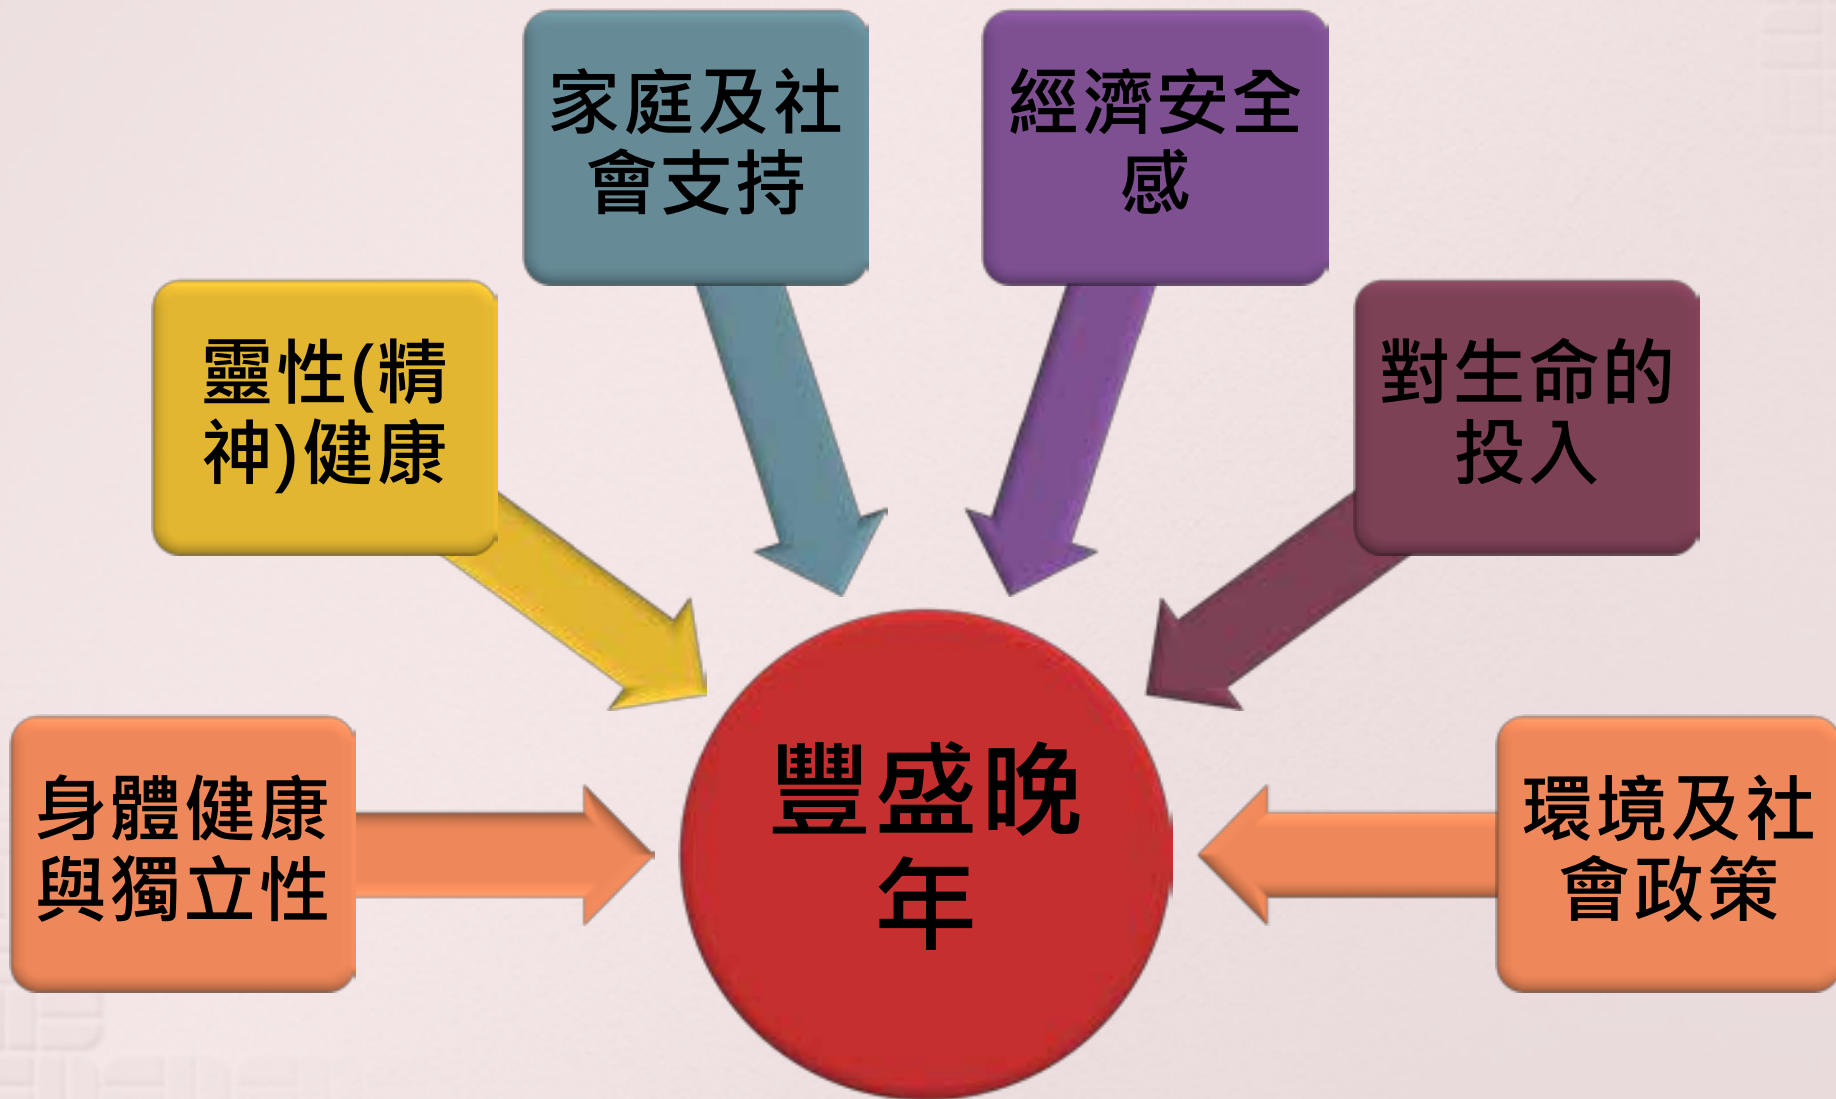 家庭及社
會支持
經濟安全
感
靈性(精
神)健康
對生命的
投入
身體健康
與獨立性
豐盛晚
年
環境及社
會政策